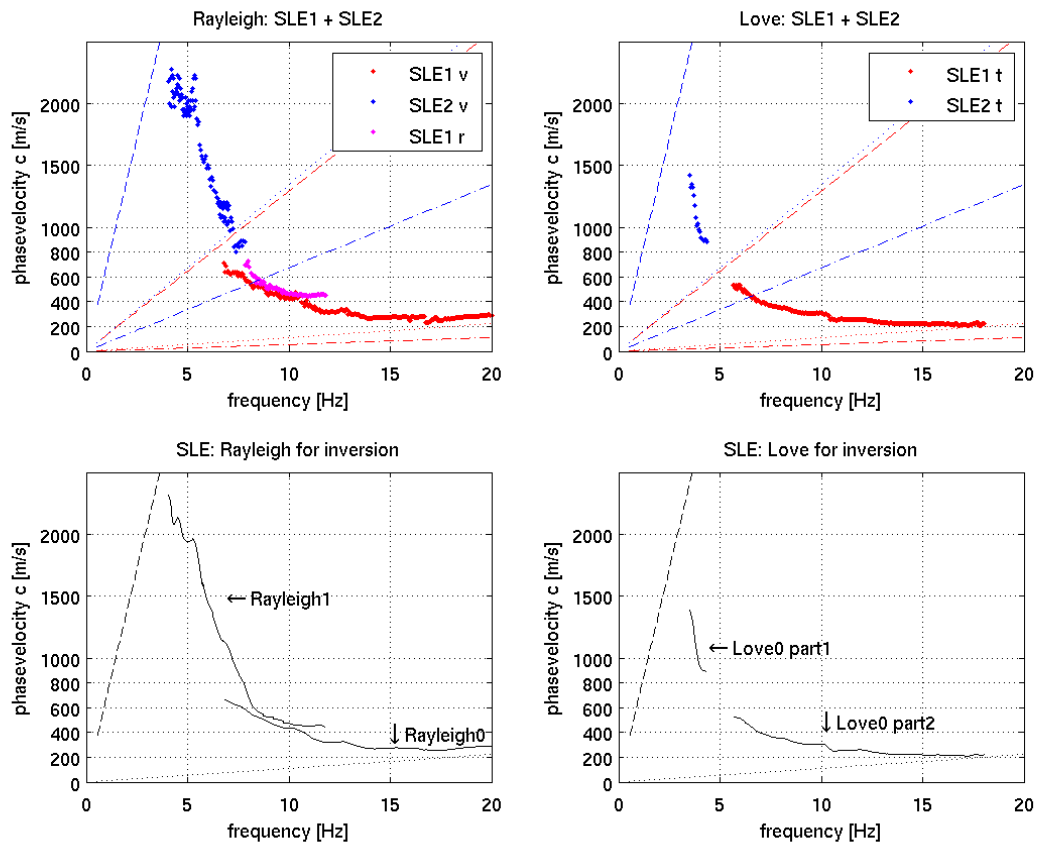 Rayleigh: SLE1 + SLE2
phasevelocity c [m/s]
2000
1500
1000
800
600
400
200
0
SLE1 v
SLE2 v
SLE1 r
0 5 10 15 20
frequency [Hz]
Love: SLE1 + SLE2
phasevelocity c [m/s]
2000
1500
1000
800
600
400
200
0
SLE1 t
SLE2 t
0 5 10 15 20
frequency [Hz]
SLE: Rayleigh for inversion
phasevelocity c [m/s]
2000
1500
1000
800
600
400
200
0
← Rayleigh1
↓ Rayleigh0
0 5 10 15 20
frequency [Hz]
SLE: Love for inversion
phasevelocity c [m/s]
2000
1500
1000
800
600
400
200
0
← Love0 part1
↓ Love0 part2
0 5 10 15 20
frequency [Hz]